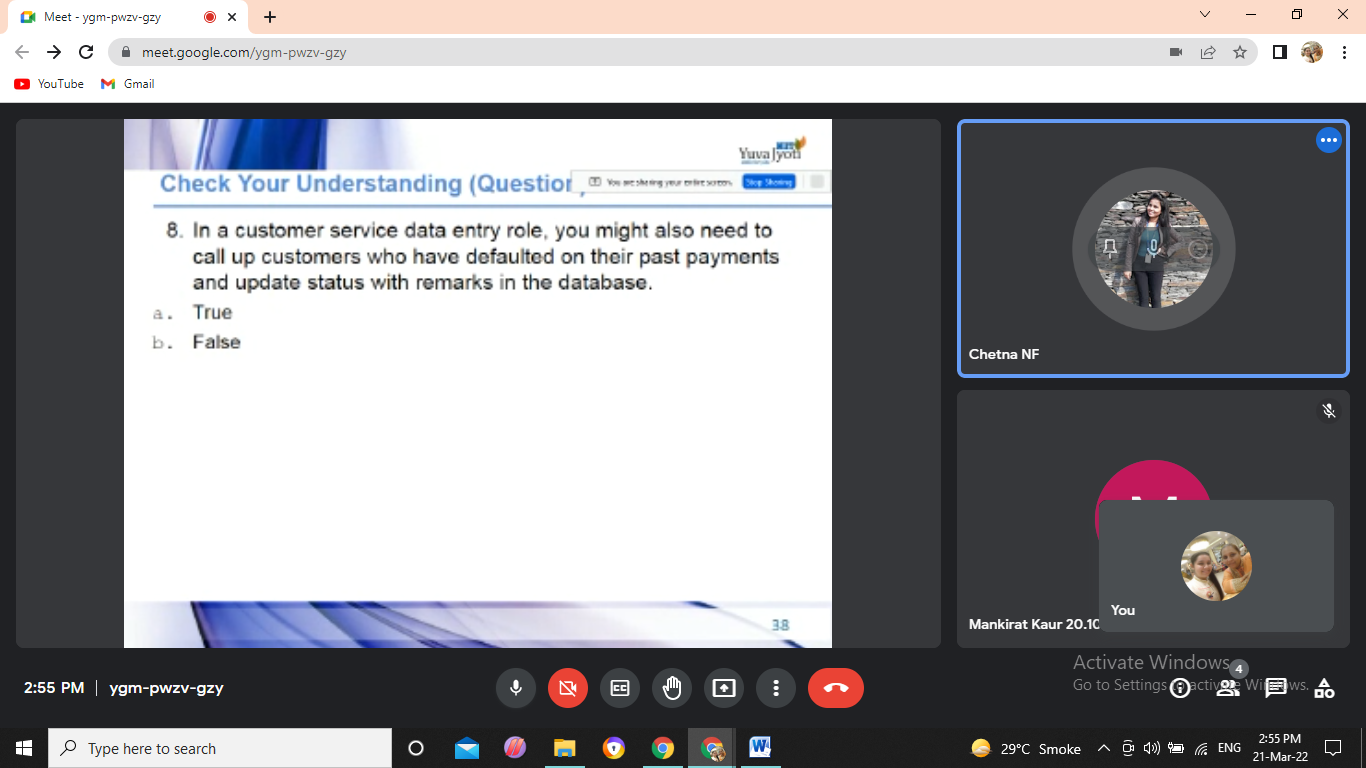 Meet - ygm-pwzv-gzy
meet.google.com/ygm-pwzv-gzy
YouTube
Gmail
Yuva Jyoti
Check Your Understanding (Question
You are sharing your entire screen.
Stop Sharing
8. In a customer service data entry role, you might also need to
call up customers who have defaulted on their past payments
and update status with remarks in the database.
a. True
b. False
38
Chetna NF
Mankirat Kaur 20.10
You
Activate Windows
Go to Settings to activate Windows.
4
2:55 PM | ygm-pwzv-gzy
Type here to search
29°C Smoke
ENG
2:55 PM
21-Mar-22